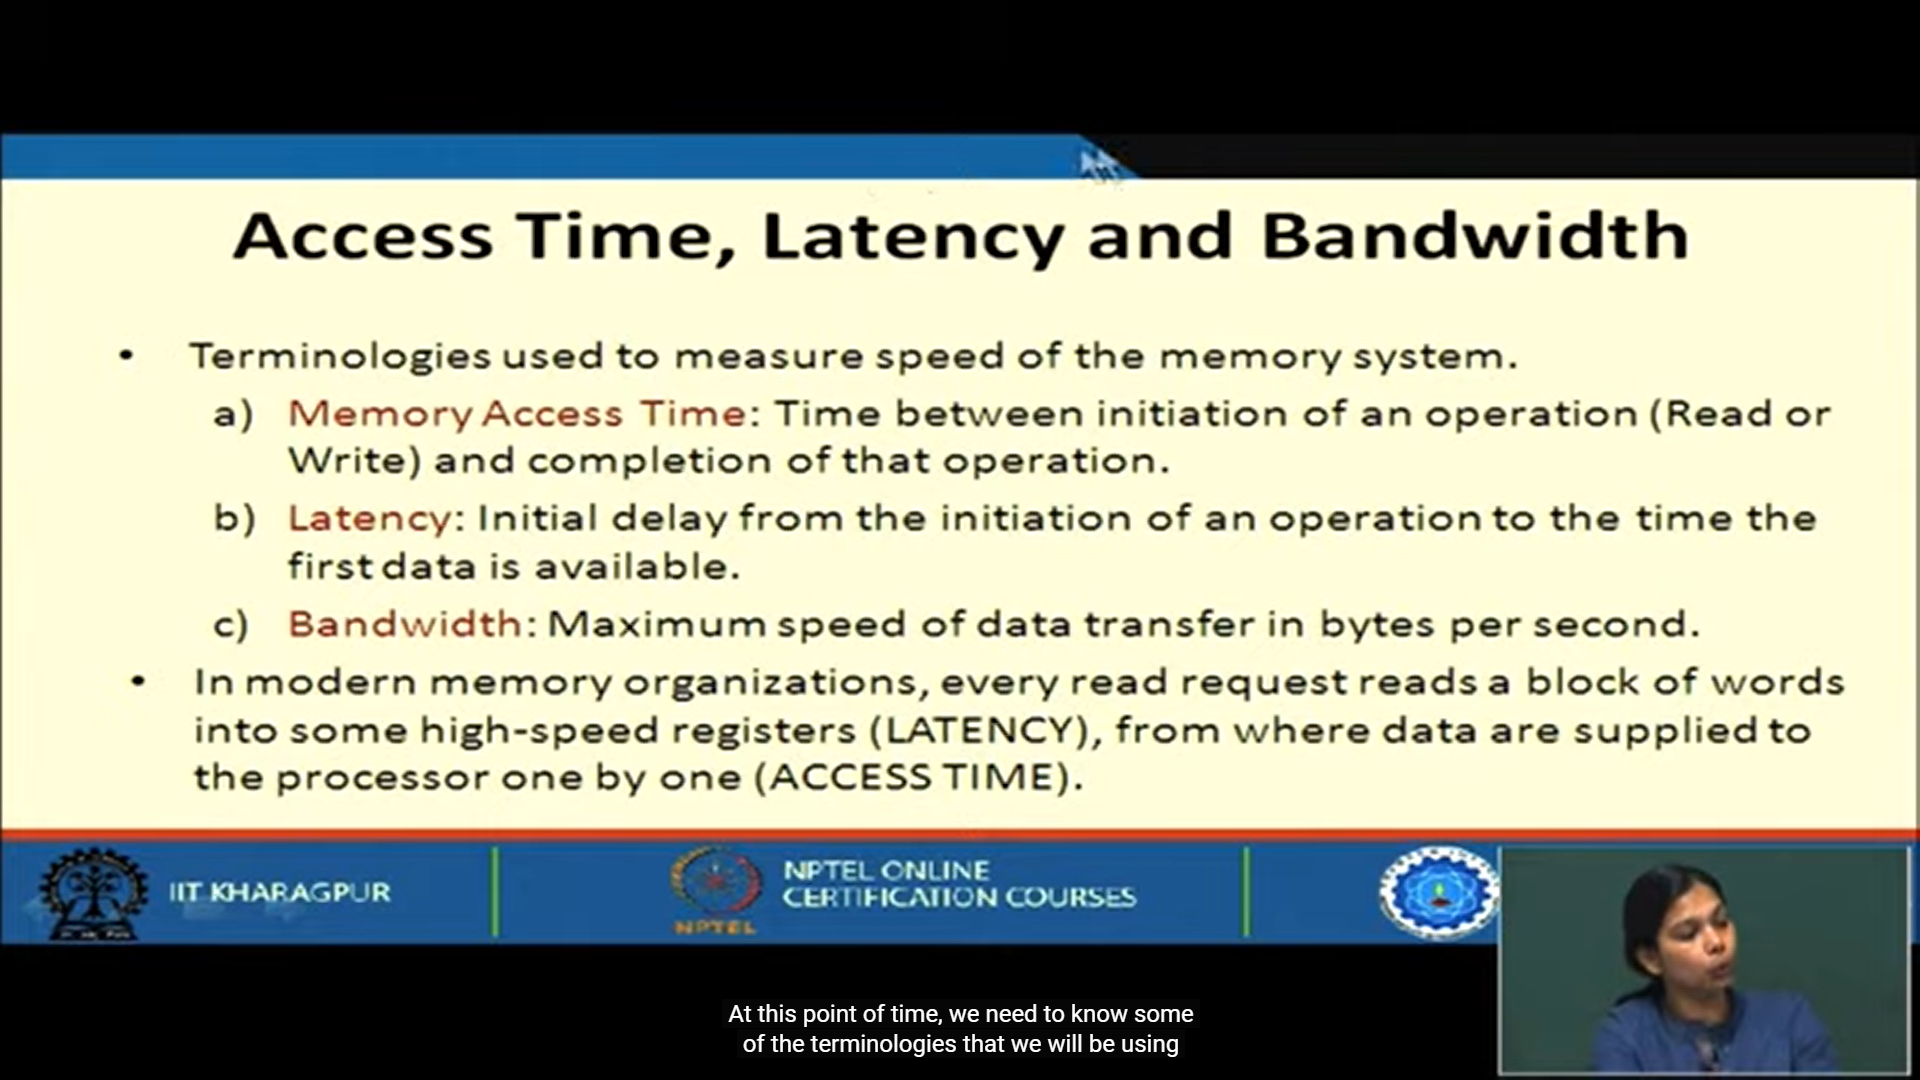 Access Time, Latency and Bandwidth
• Terminologies used to measure speed of the memory system.
a) Memory Access Time: Time between initiation of an operation (Read or
Write) and completion of that operation.
b) Latency: Initial delay from the initiation of an operation to the time the
first data is available.
c) Bandwidth: Maximum speed of data transfer in bytes per second.
• In modern memory organizations, every read request reads a block of words
into some high-speed registers (LATENCY), from where data are supplied to
the processor one by one (ACCESS TIME).
IIT KHARAGPUR
NPTEL
NPTEL ONLINE
CERTIFICATION COURSES
At this point of time, we need to know some
of the terminologies that we will be using